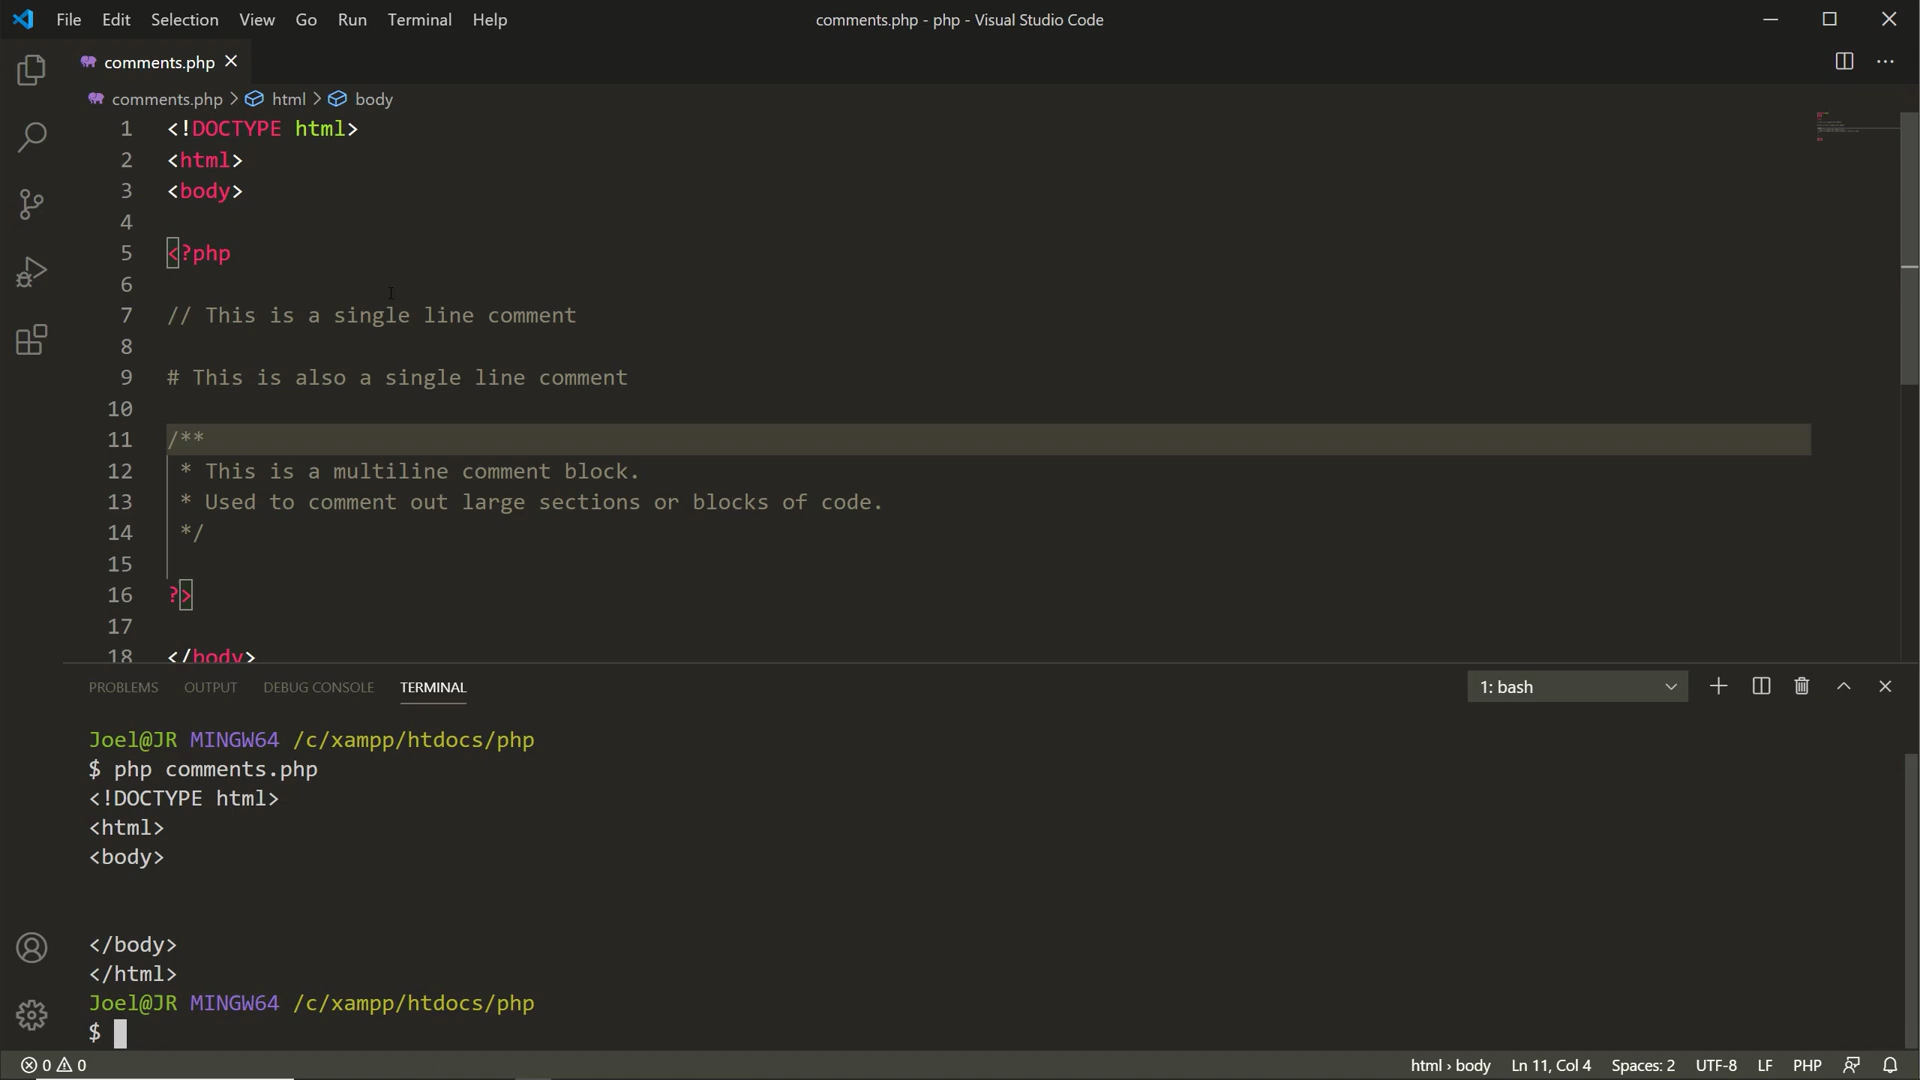 File Edit Selection View Go Run Terminal Help comments.php - php - Visual Studio Code
comments.php
comments.php > html > body
1 <!DOCTYPE html>
2 <html>
3 <body>
4
5 <?php
6
7 // This is a single line comment
8
9 # This is also a single line comment
10
11 /**
12 * This is a multiline comment block.
13 * Used to comment out large sections or blocks of code.
14 */
15
16 ?>
17
18 </body>
PROBLEMS OUTPUT DEBUG CONSOLE TERMINAL 1: bash
Joel@JR MINGW64 /c/xampp/htdocs/php
$ php comments.php
<!DOCTYPE html>
<html>
<body>
</body>
</html>
Joel@JR MINGW64 /c/xampp/htdocs/php
$
0 0 html › body Ln 11, Col 4 Spaces: 2 UTF-8 LF PHP